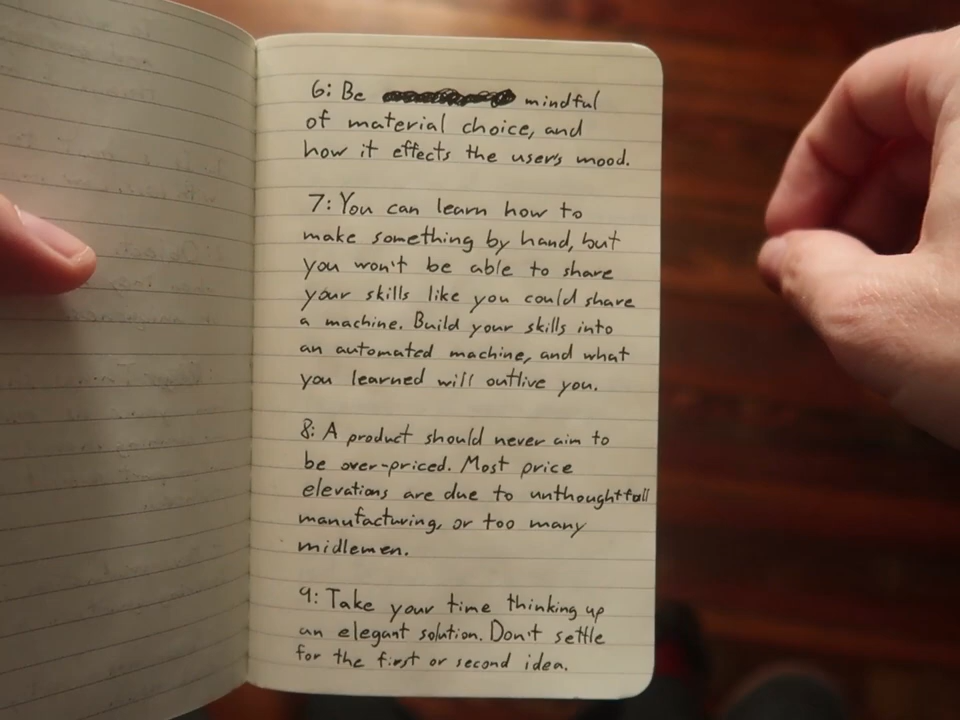 6: Be mindful
of material choice, and
how it effects the user's mood.
7: You can learn how to
make something by hand, but
you won't be able to share
your skills like you could share
a machine. Build your skills into
an automated machine, and what
you learned will outlive you.
8: A product should never aim to
be over-priced. Most price
elevations are due to unthoughtfull
manufacturing, or too many
midlemen.
9: Take your time thinking up
an elegant solution. Don't settle
for the first or second idea.